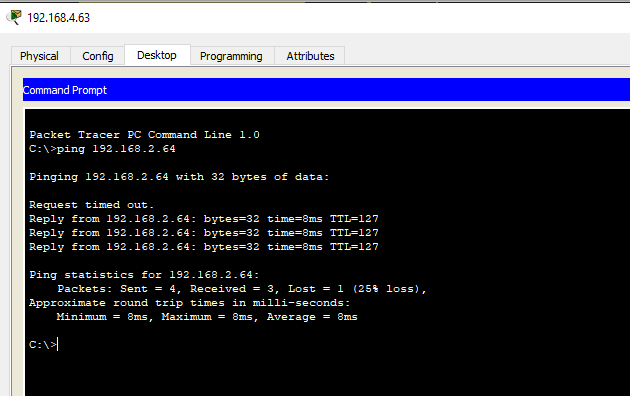 192.168.4.63
Physical Config Desktop Programming Attributes
Command Prompt
Packet Tracer PC Command Line 1.0
C:\>ping 192.168.2.64
Pinging 192.168.2.64 with 32 bytes of data:
Request timed out.
Reply from 192.168.2.64: bytes=32 time=8ms TTL=127
Reply from 192.168.2.64: bytes=32 time=8ms TTL=127
Reply from 192.168.2.64: bytes=32 time=8ms TTL=127
Ping statistics for 192.168.2.64:
Packets: Sent = 4, Received = 3, Lost = 1 (25% loss),
Approximate round trip times in milli-seconds:
Minimum = 8ms, Maximum = 8ms, Average = 8ms
C:\>